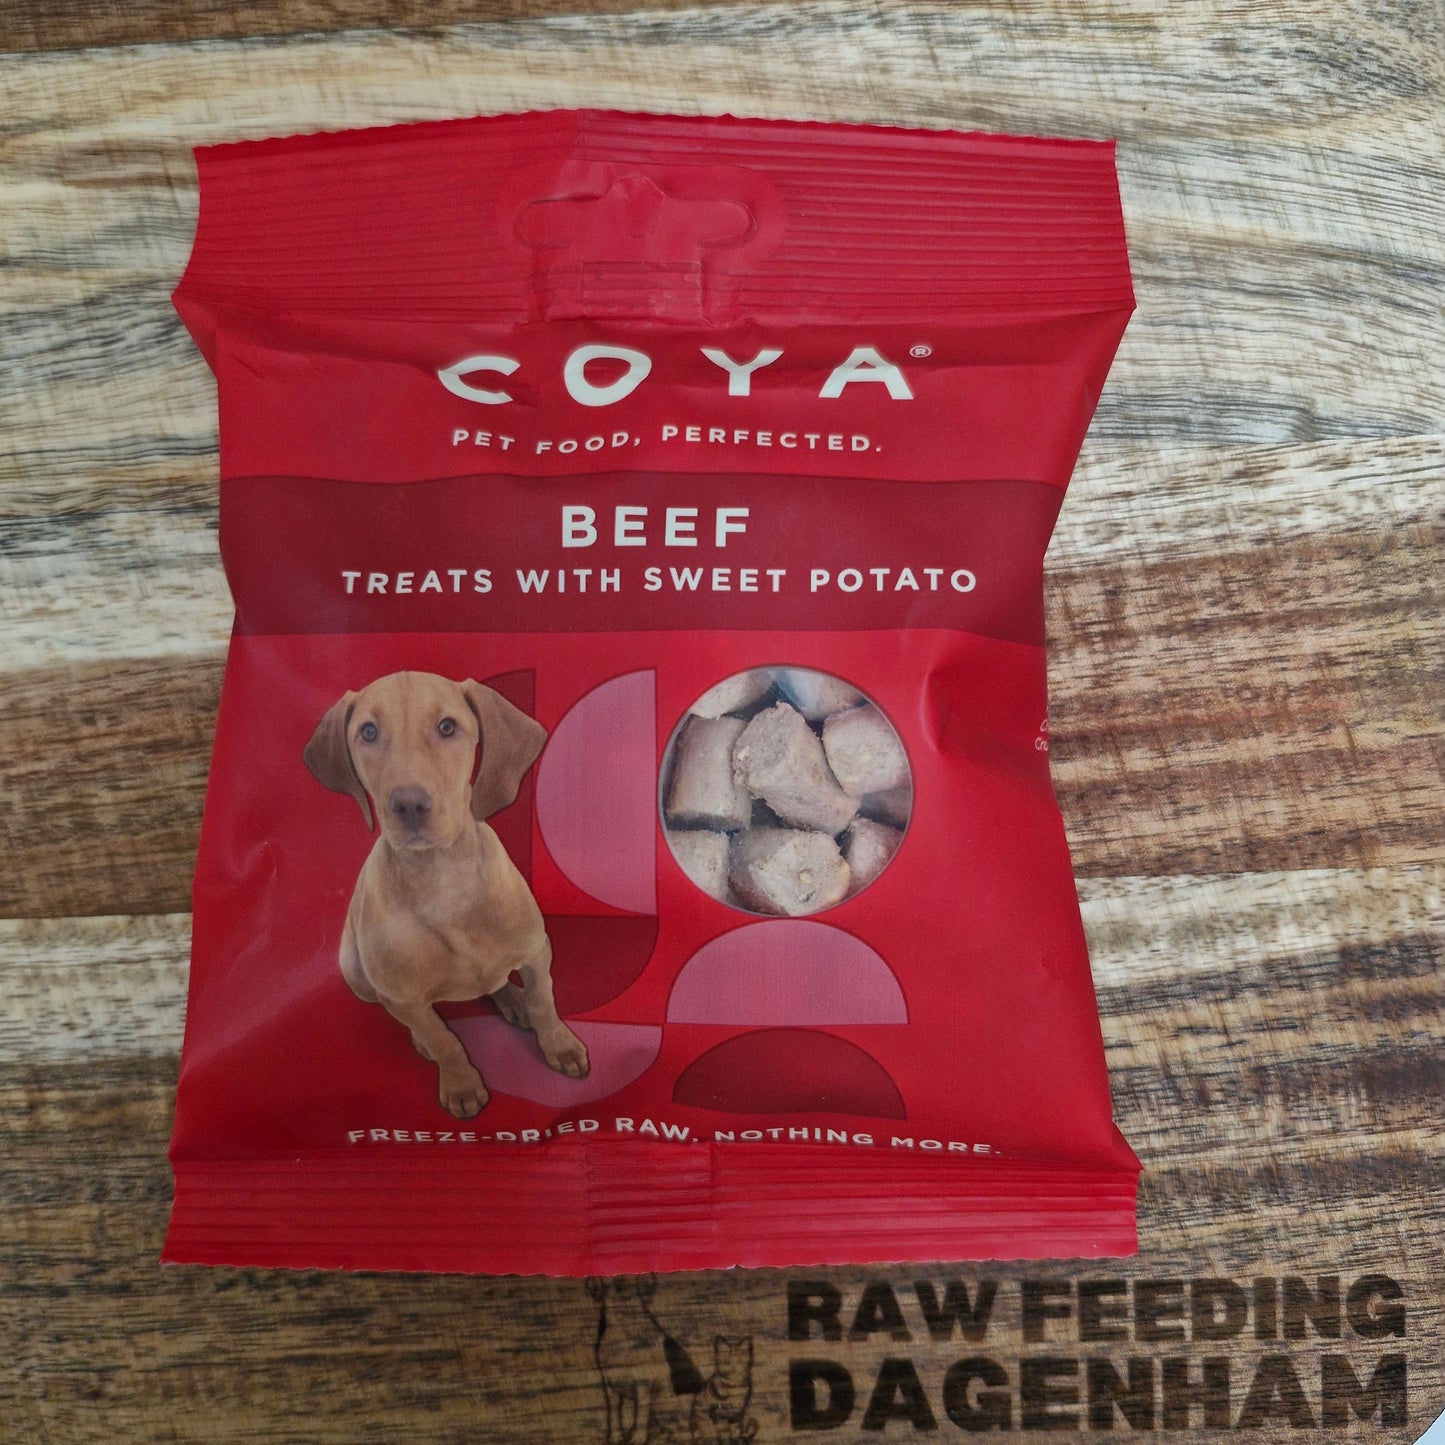 COYA®
PET FOOD, PERFECTED.
BEEF
TREATS WITH SWEET POTATO
FREEZE-DRIED RAW, NOTHING MORE.
RAW FEEDING
DAGENHAM